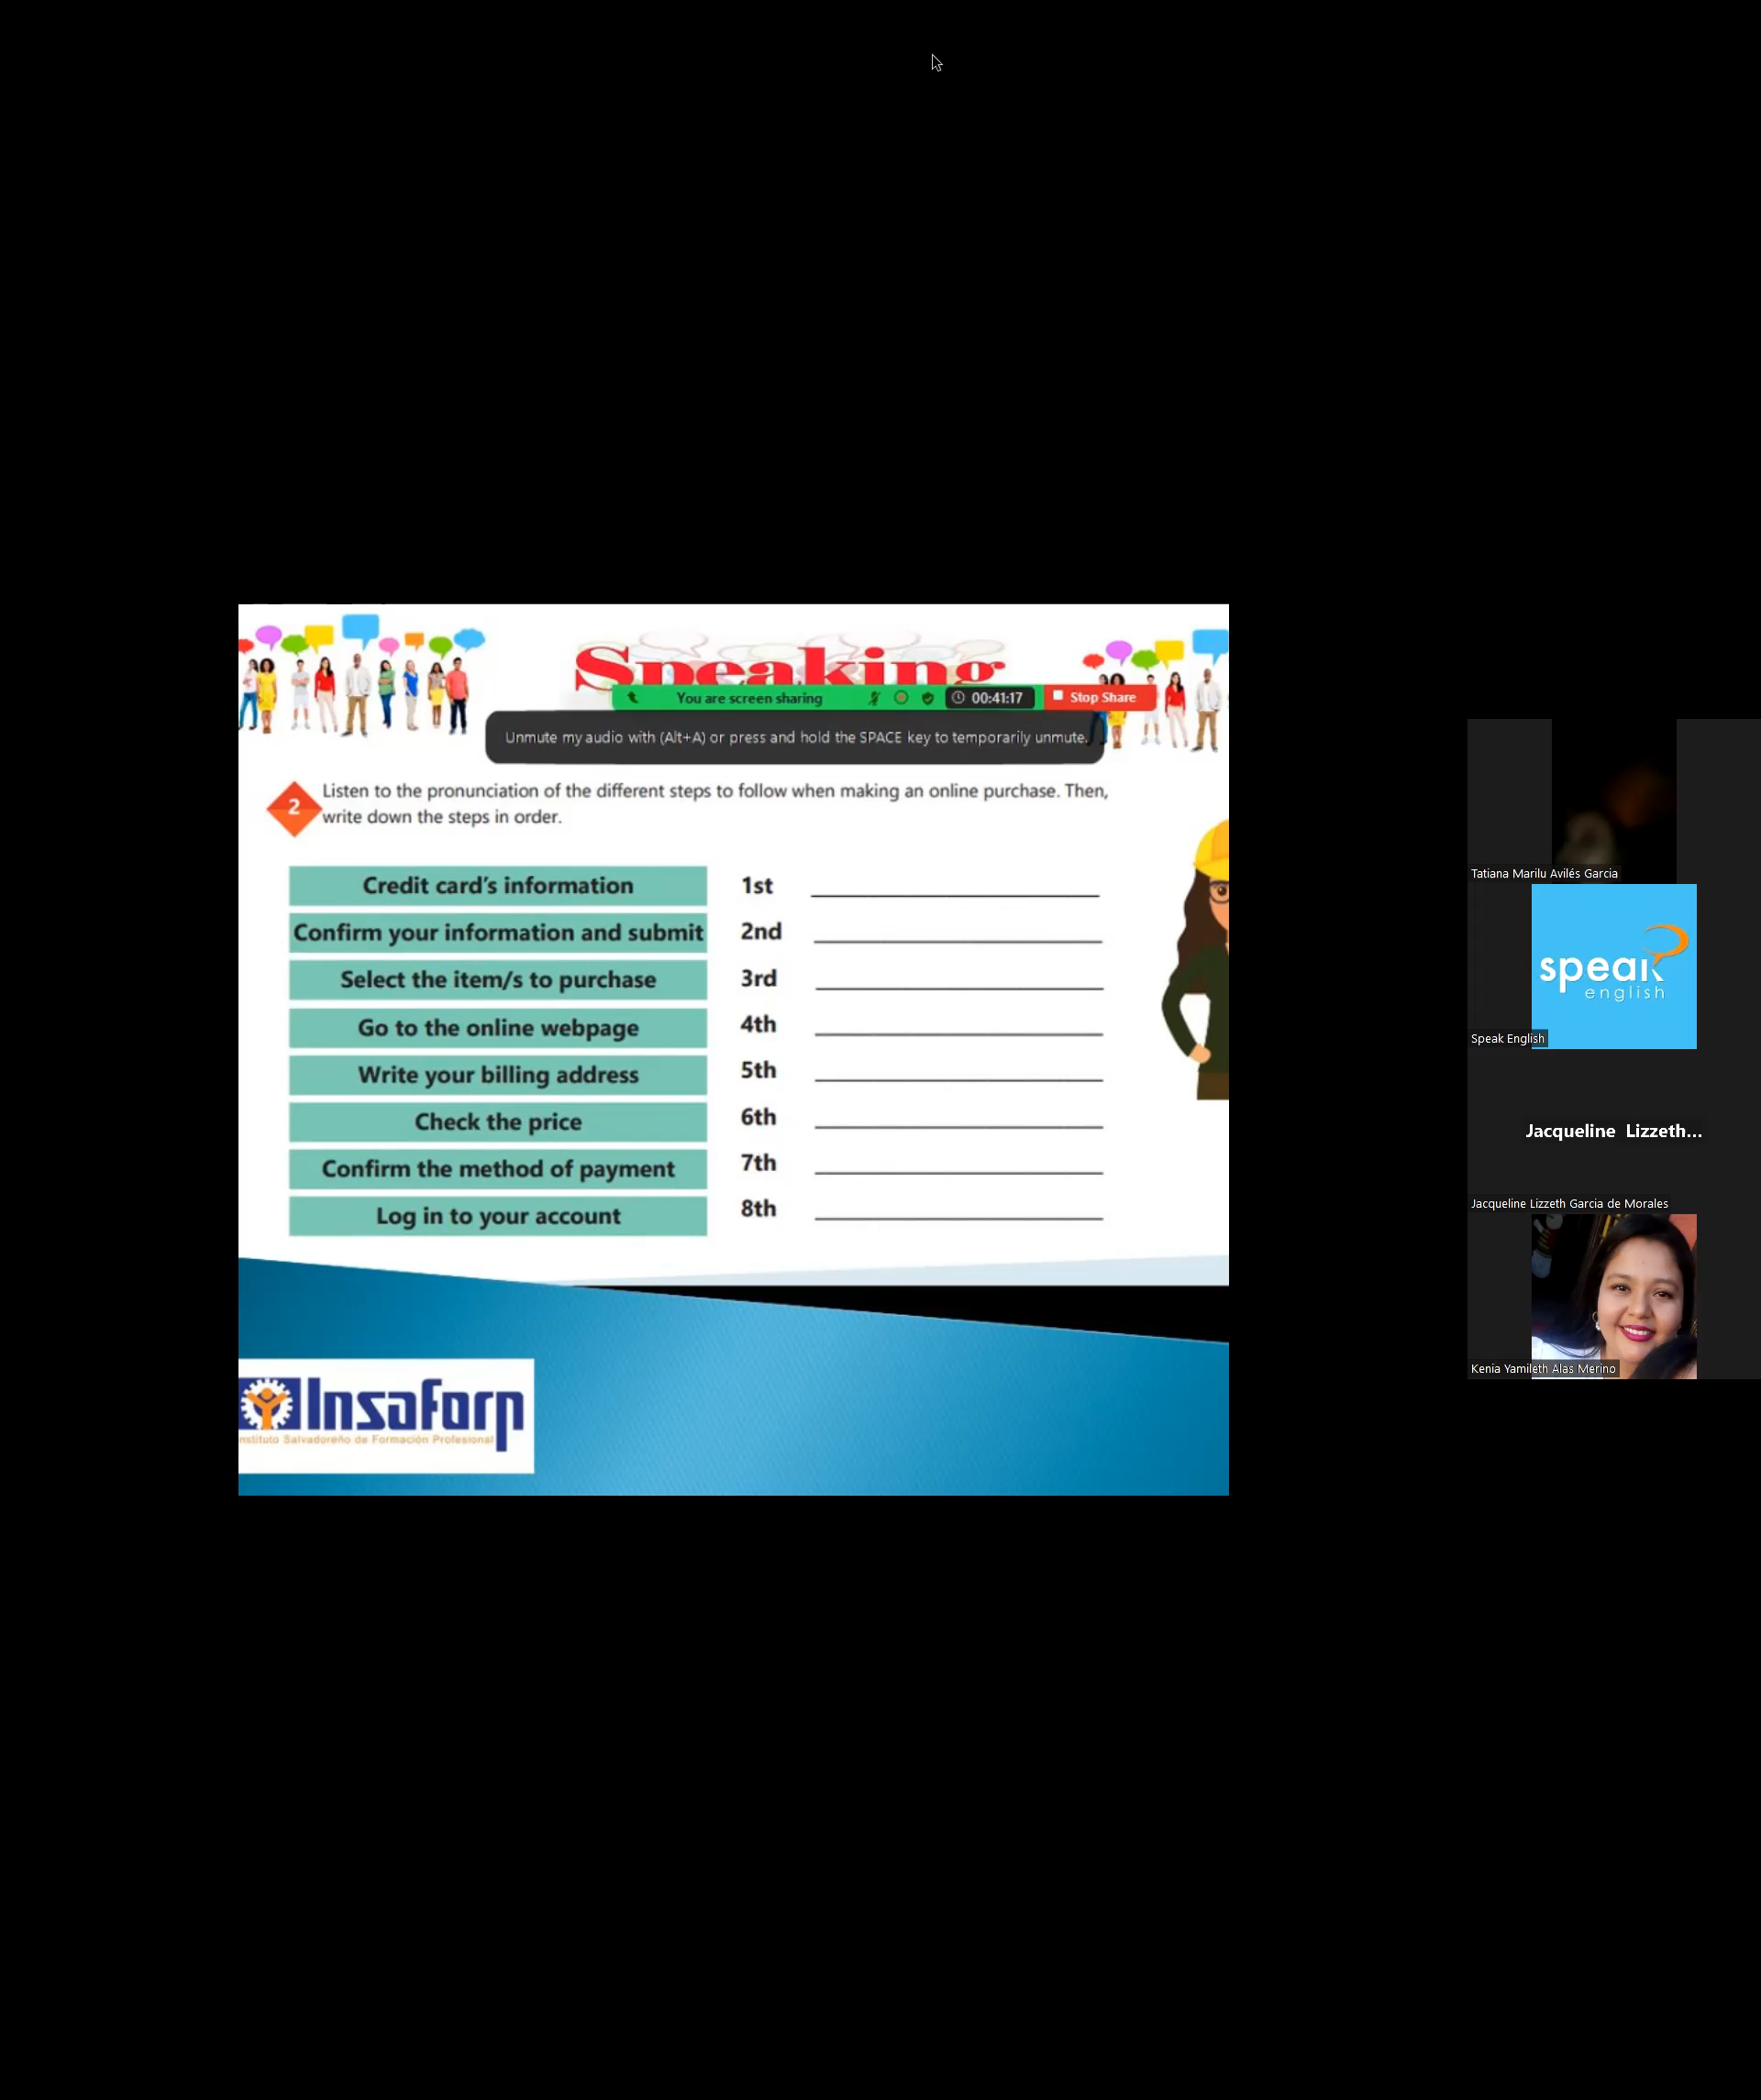 Speaking
You are screen sharing
00:41:17
Stop Share
Unmute my audio with (Alt+A) or press and hold the SPACE key to temporarily unmute.
2
Listen to the pronunciation of the different steps to follow when making an online purchase. Then,
write down the steps in order.
Credit card's information
1st
Confirm your information and submit
2nd
Select the item/s to purchase
3rd
Go to the online webpage
4th
Write your billing address
5th
Check the price
6th
Confirm the method of payment
7th
Log in to your account
8th
Insaforp
nstituto Salvadoreño de Formación Profesional
Tatiana Marilu Avilés Garcia
speak
english
Speak English
Jacqueline Lizzeth...
Jacqueline Lizzeth Garcia de Morales
Kenia Yamileth Alas Merino